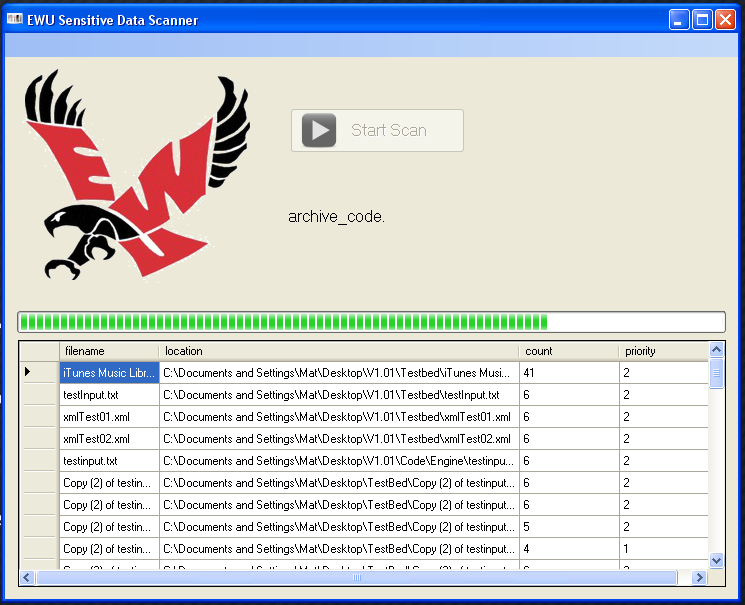 EWU Sensitive Data Scanner
EWU
Start Scan
archive_code.
filename location count priority
iTunes Music Libr... C:\Documents and Settings\Mat\Desktop\V1.01\Testbed\iTunes Musi... 41 2
testInput.txt C:\Documents and Settings\Mat\Desktop\V1.01\Testbed\testInput.txt 6 2
xmlTest01.xml C:\Documents and Settings\Mat\Desktop\V1.01\Testbed\xmlTest01.xml 6 2
xmlTest02.xml C:\Documents and Settings\Mat\Desktop\V1.01\Testbed\xmlTest02.xml 6 2
testinput.txt C:\Documents and Settings\Mat\Desktop\V1.01\Code\Engine\testinpu... 6 2
Copy (2) of testin... C:\Documents and Settings\Mat\Desktop\TestBed\Copy (2) of testinput... 6 2
Copy (2) of testin... C:\Documents and Settings\Mat\Desktop\TestBed\Copy (2) of testinput... 6 2
Copy (2) of testin... C:\Documents and Settings\Mat\Desktop\TestBed\Copy (2) of testinput... 5 2
Copy (2) of testin... C:\Documents and Settings\Mat\Desktop\TestBed\Copy (2) of testinput... 4 1